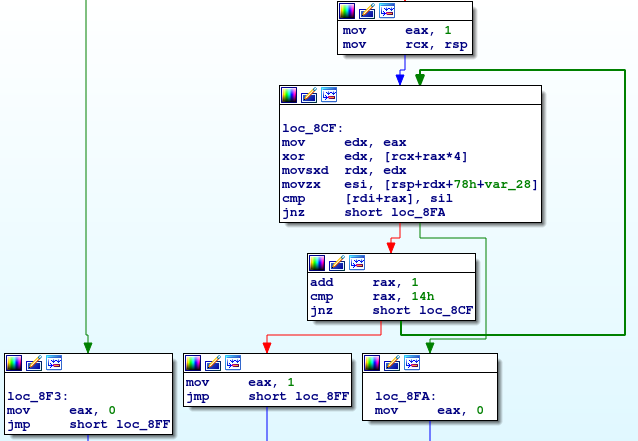 mov     eax, 1
mov     rcx, rsp
loc_8CF:
mov     edx, eax
xor     edx, [rcx+rax*4]
movsxd  rdx, edx
movzx   esi, [rsp+rdx+78h+var_28]
cmp     [rdi+rax], sil
jnz     short loc_8FA
add     rax, 1
cmp     rax, 14h
jnz     short loc_8CF
loc_8F3:
mov     eax, 0
jmp     short loc_8FF
mov     eax, 1
jmp     short loc_8FF
loc_8FA:
mov     eax, 0